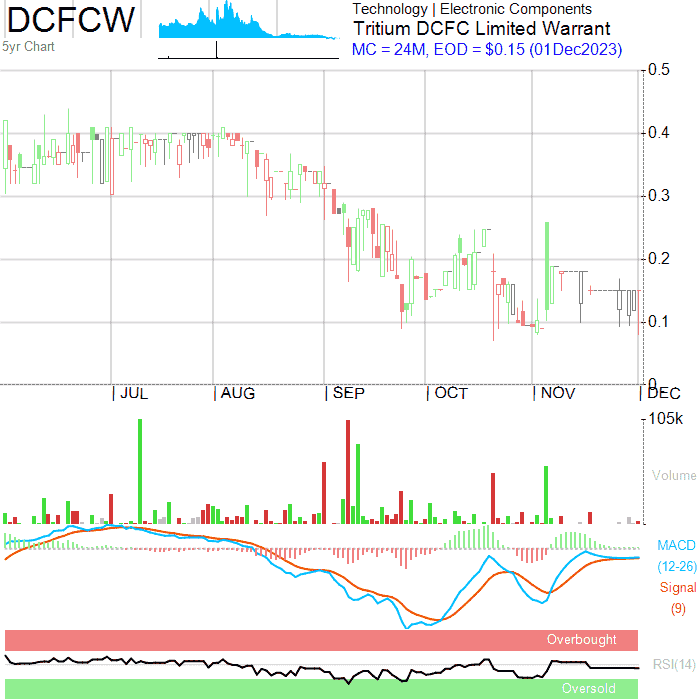 DCFCW
5yr Chart
Technology | Electronic Components
Tritium DCFC Limited Warrant
MC = 24M, EOD = $0.15 (01Dec2023)
0.5
0.4
0.3
0.2
0.1
0
JUL AUG SEP OCT NOV DEC
105k
Volume
MACD
(12-26)
Signal
(9)
Overbought
RSI(14)
Oversold